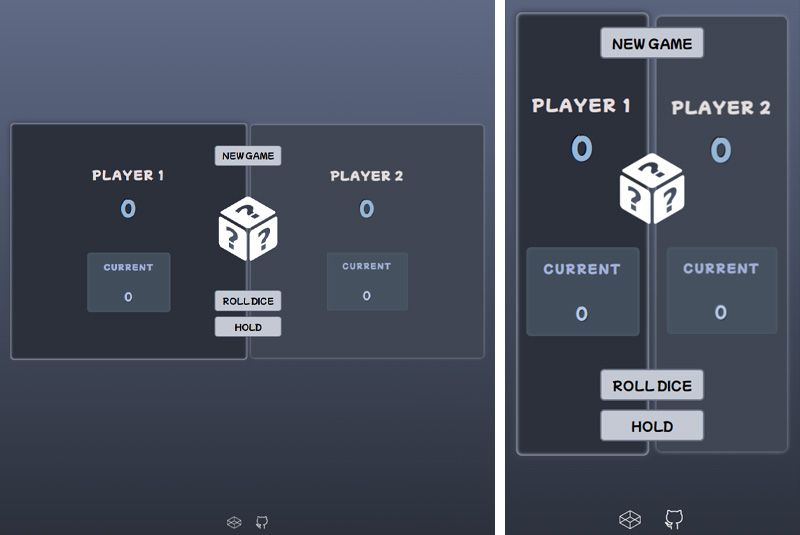 NEW GAME
PLAYER 1
PLAYER 2
0
0
? ? ?
CURRENT
CURRENT
0
0
ROLL DICE
HOLD
NEW GAME
PLAYER 1
PLAYER 2
0
0
? ? ?
CURRENT
CURRENT
0
0
ROLL DICE
HOLD